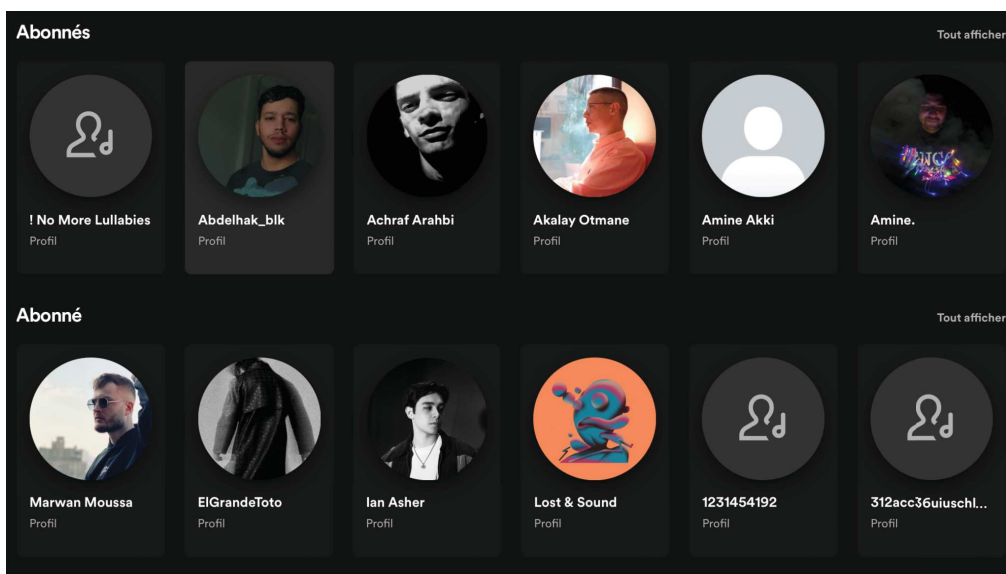 Abonnés
Tout afficher
! No More Lullabies
Abdelhak_blk
Achraf Arahbi
Akalay Otmane
Amine Akki
Amine.
Profil
Profil
Profil
Profil
Profil
Profil
Abonné
Tout afficher
Marwan Moussa
ElGrandeToto
Ian Asher
Lost & Sound
1231454192
312acc36uiuschl...
Profil
Profil
Profil
Profil
Profil
Profil